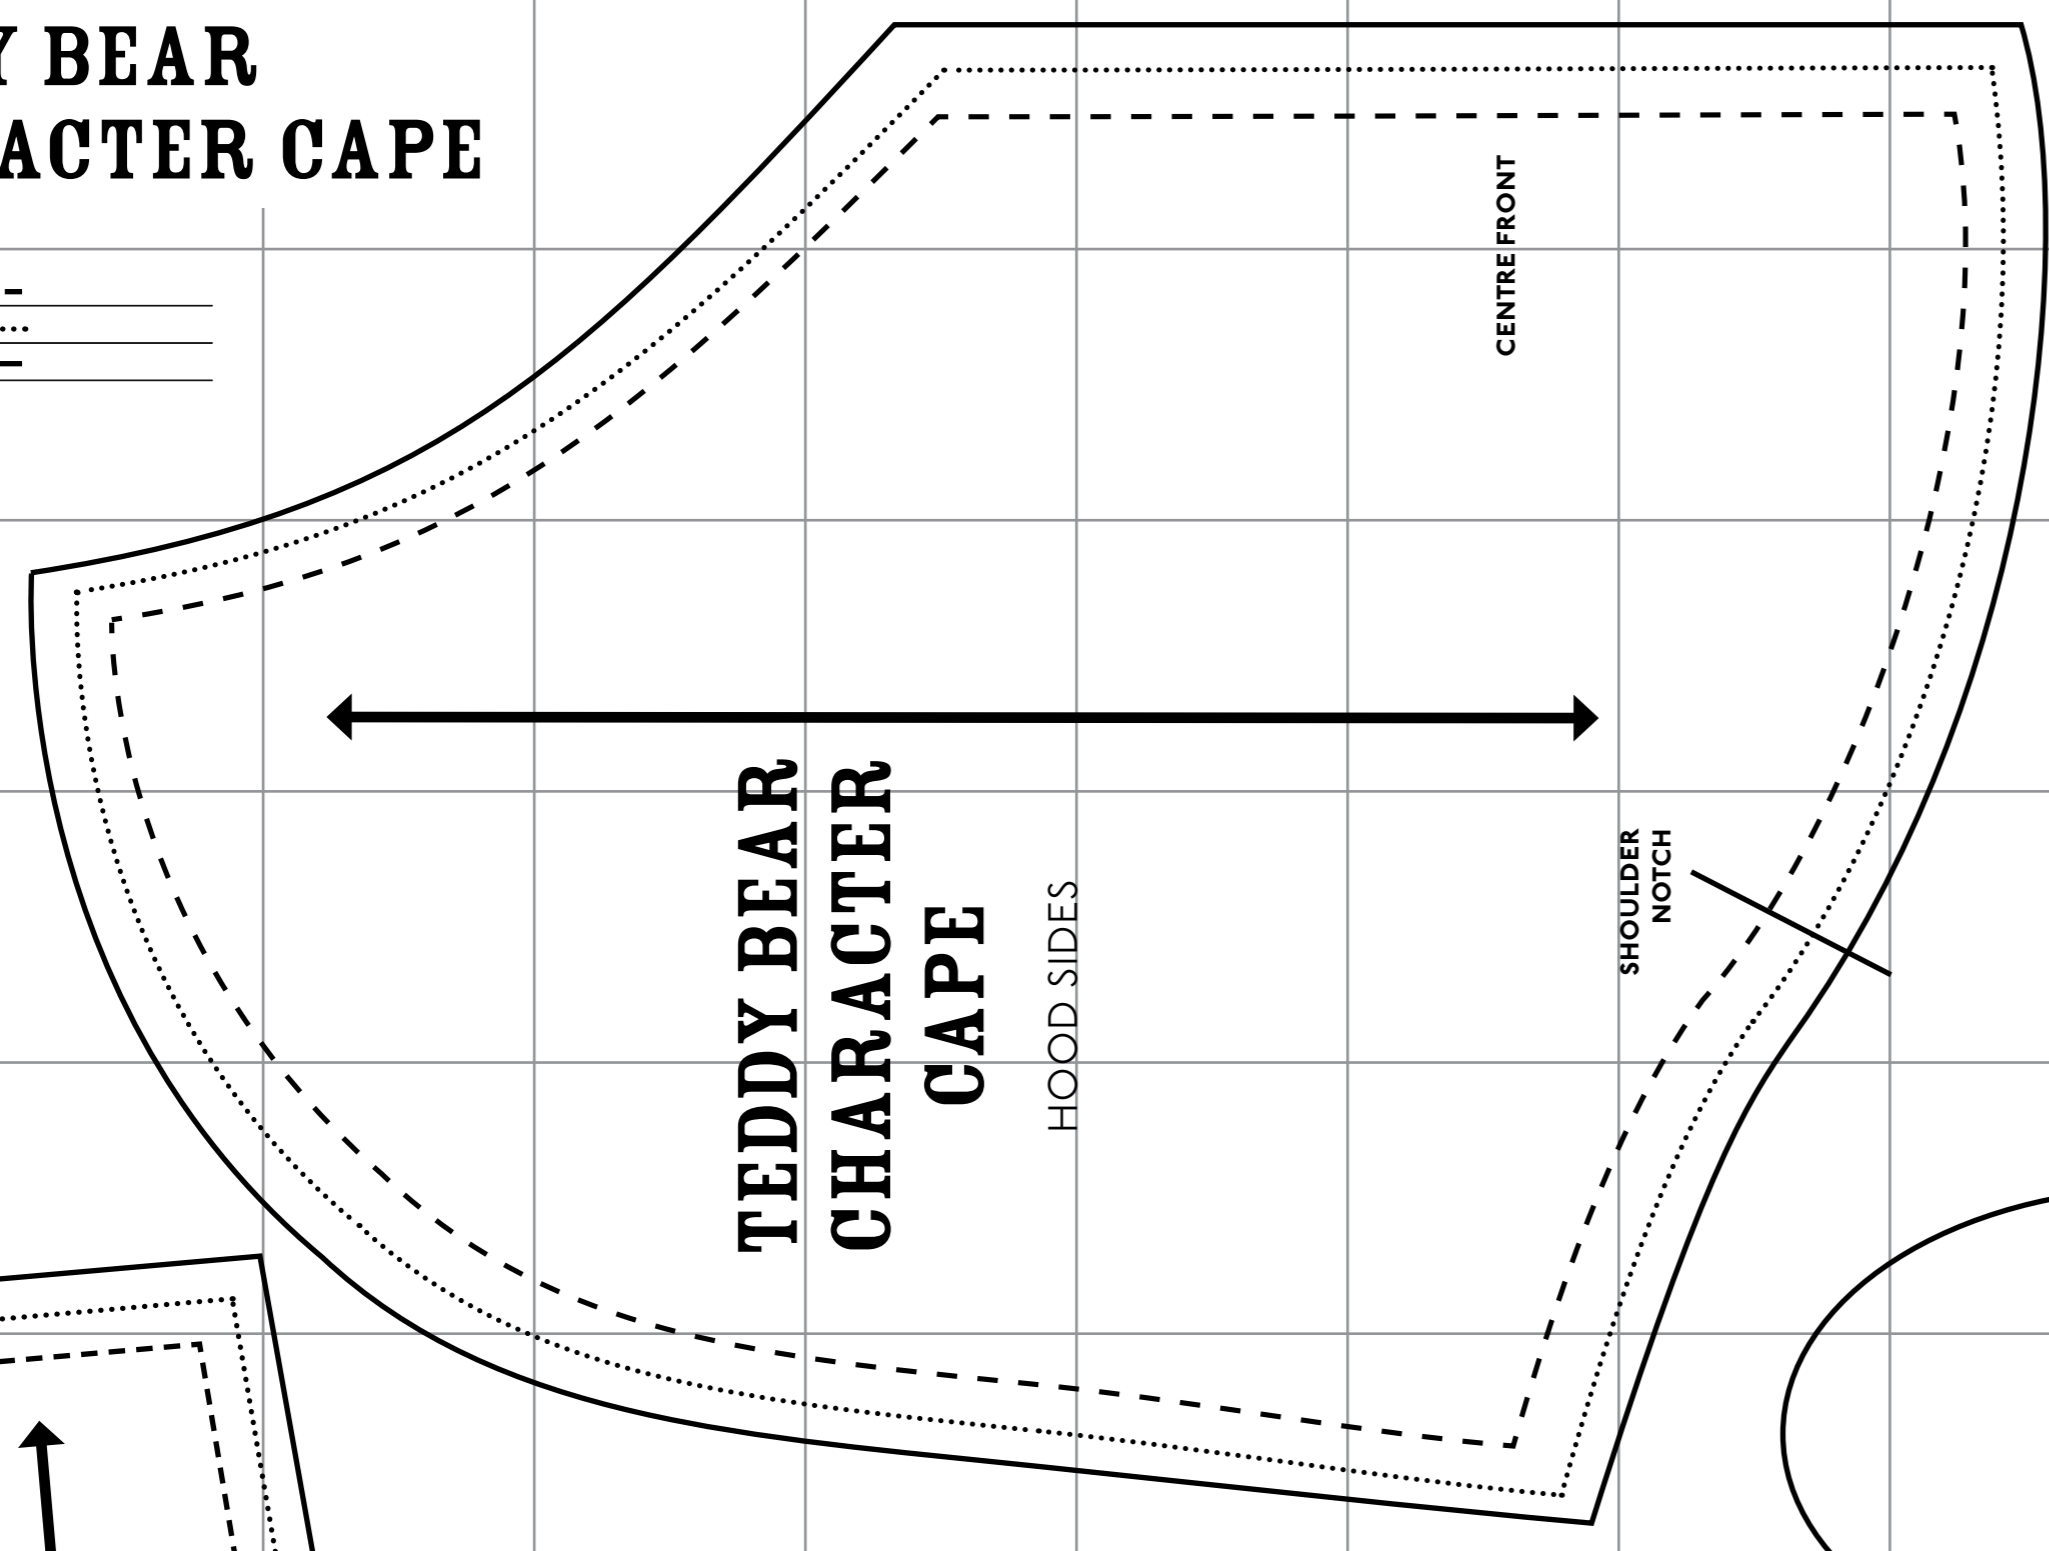 Y BEAR
ACTER CAPE
CENTRE FRONT
TEDDY BEAR
CHARACTER
CAPE
HOOD SIDES
SHOULDER
NOTCH